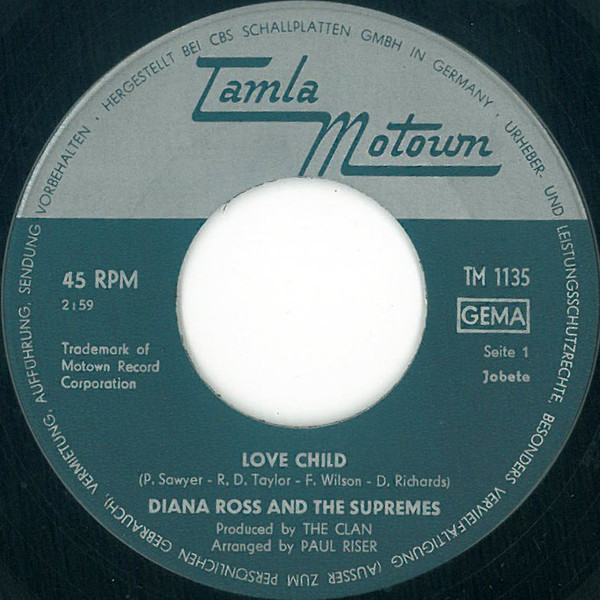 · HERGESTELLT BEI CBS SCHALLPLATTEN GMBH IN GERMANY · URHEBER- UND LEISTUNGSSCHUTZRECHTE, BESONDERS VERVIELFÄLTIGUNG (AUSSER ZUM PERSÖNLICHEN GEBRAUCH), VERMIETUNG, AUFFÜHRUNG, SENDUNG VORBEHALTEN
Tamla
Motown
45 RPM
2:59
Trademark of
Motown Record
Corporation
TM 1135
GEMA
Seite 1
Jobete
LOVE CHILD
(P. Sawyer - R. D. Taylor - F. Wilson - D. Richards)
DIANA ROSS AND THE SUPREMES
Produced by THE CLAN
Arranged by PAUL RISER